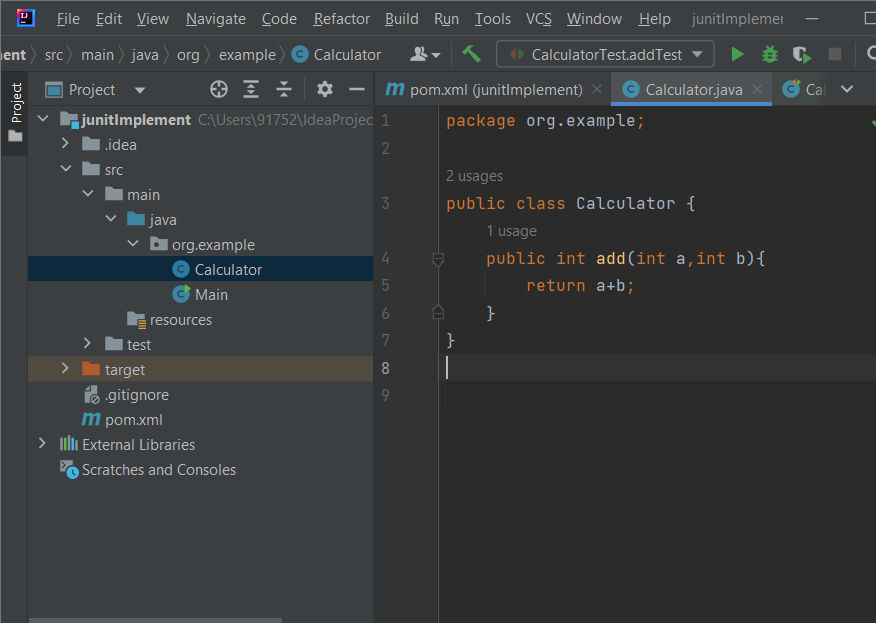 File Edit View Navigate Code Refactor Build Run Tools VCS Window Help junitImplemer
ent src main java org example Calculator CalculatorTest.addTest
Project
Project
pom.xml (junitImplement) Calculator.java Cal
junitImplement C:\Users\91752\IdeaProjec
.idea
src
main
java
org.example
Calculator
Main
resources
test
target
.gitignore
pom.xml
External Libraries
Scratches and Consoles
1 package org.example;
2
2 usages
3 public class Calculator {
1 usage
4 public int add(int a,int b){
5 return a+b;
6 }
7 }
8
9